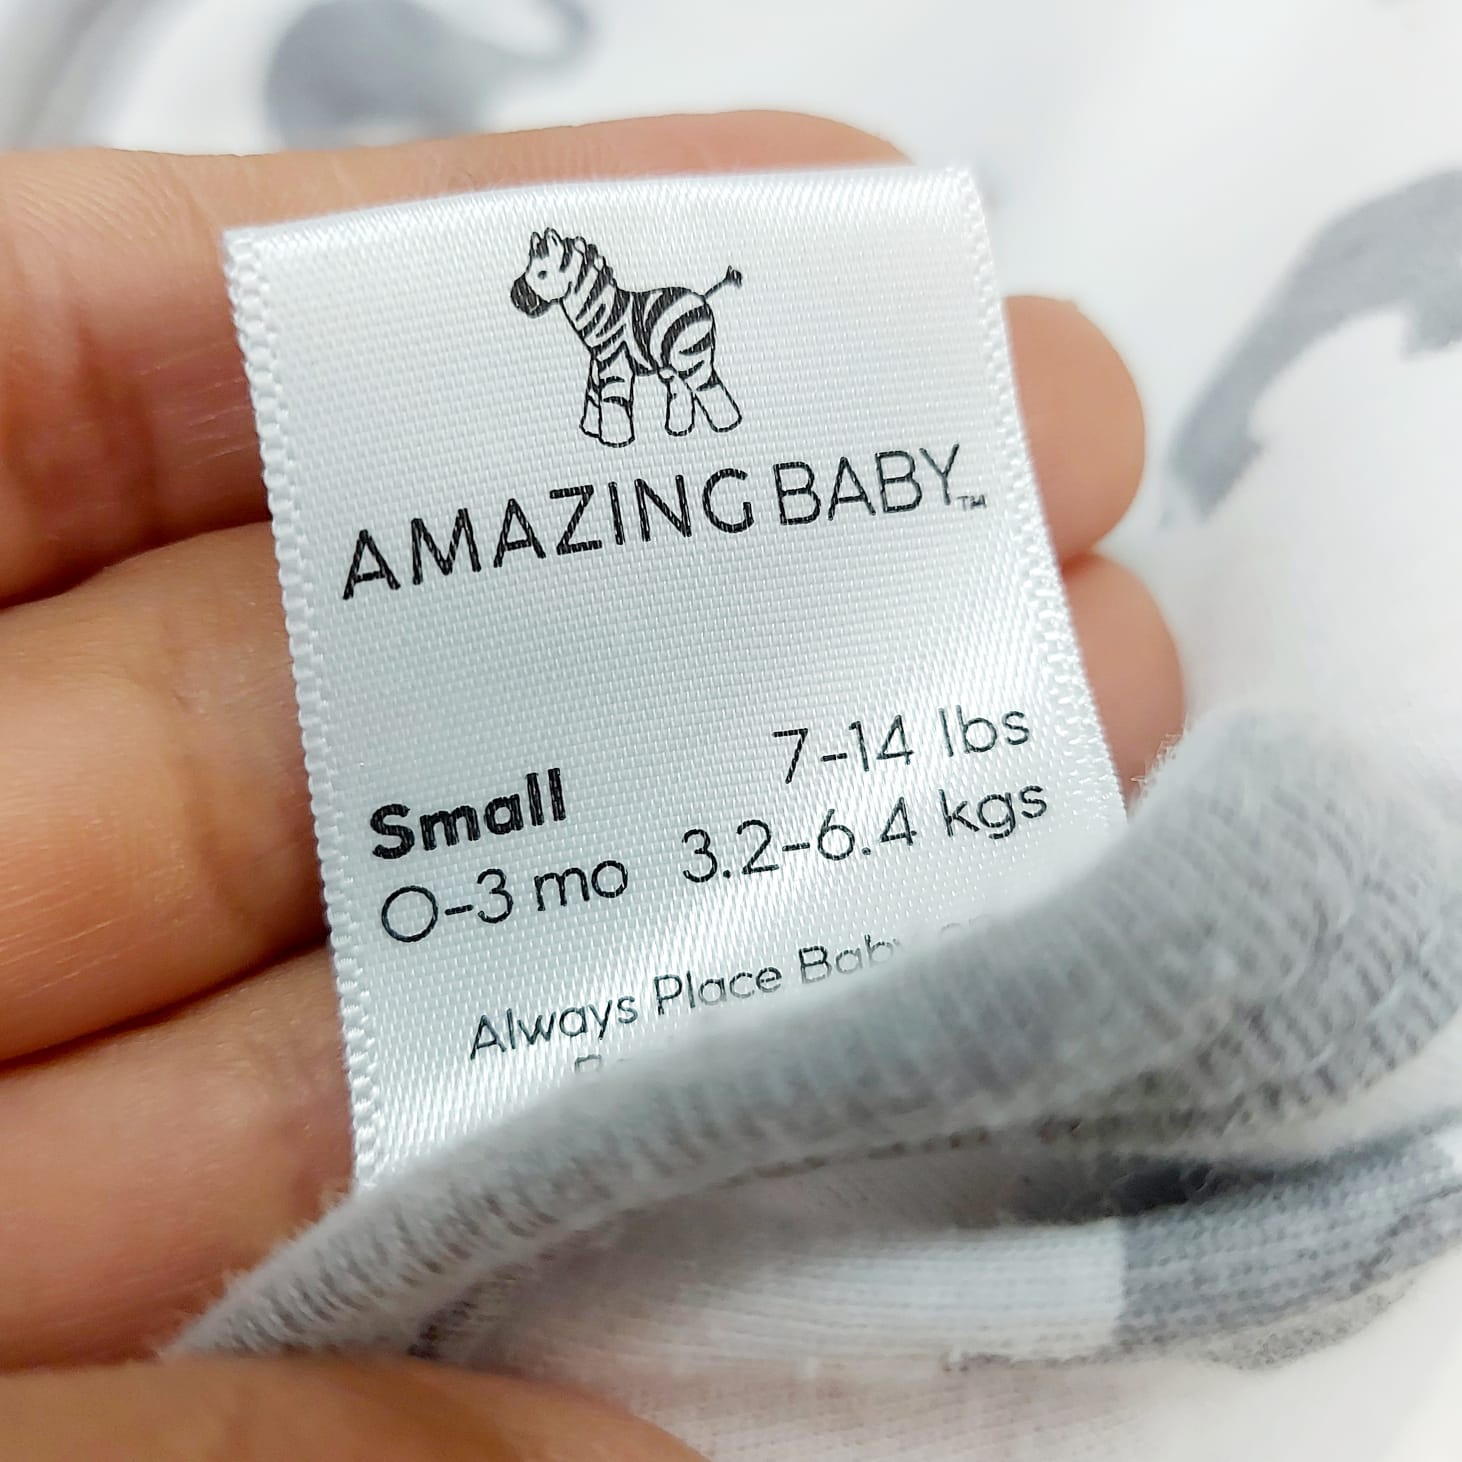 AMAZING BABY™
Small 7-14 lbs
0-3 mo 3.2-6.4 kgs
Always Place Baby